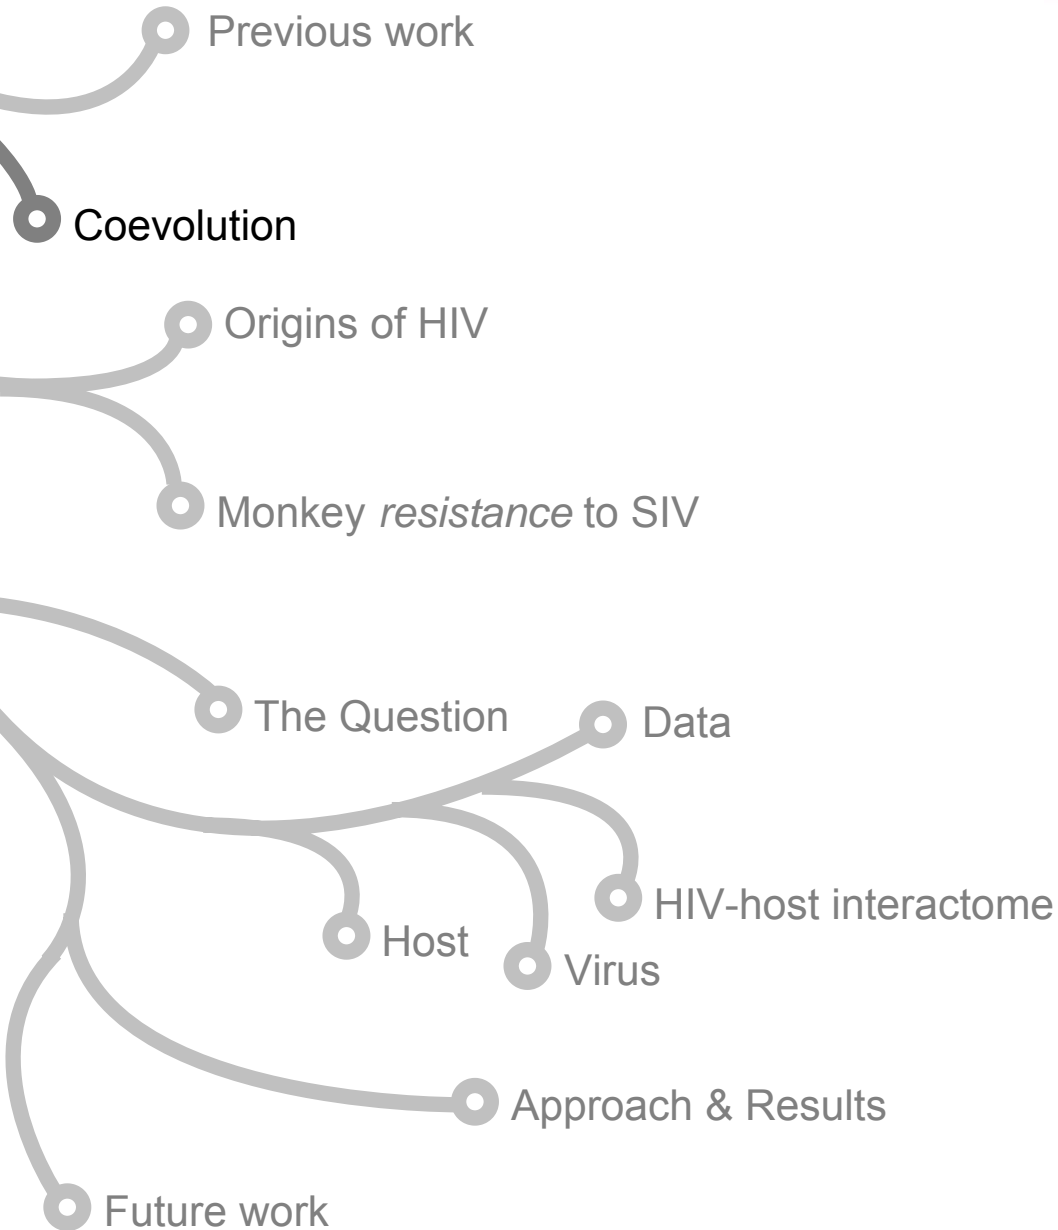 Previous work
Coevolution
Origins of HIV
Monkey resistance to SIV
The Question
Data
HIV-host interactome
Host
Virus
Approach & Results
Future work